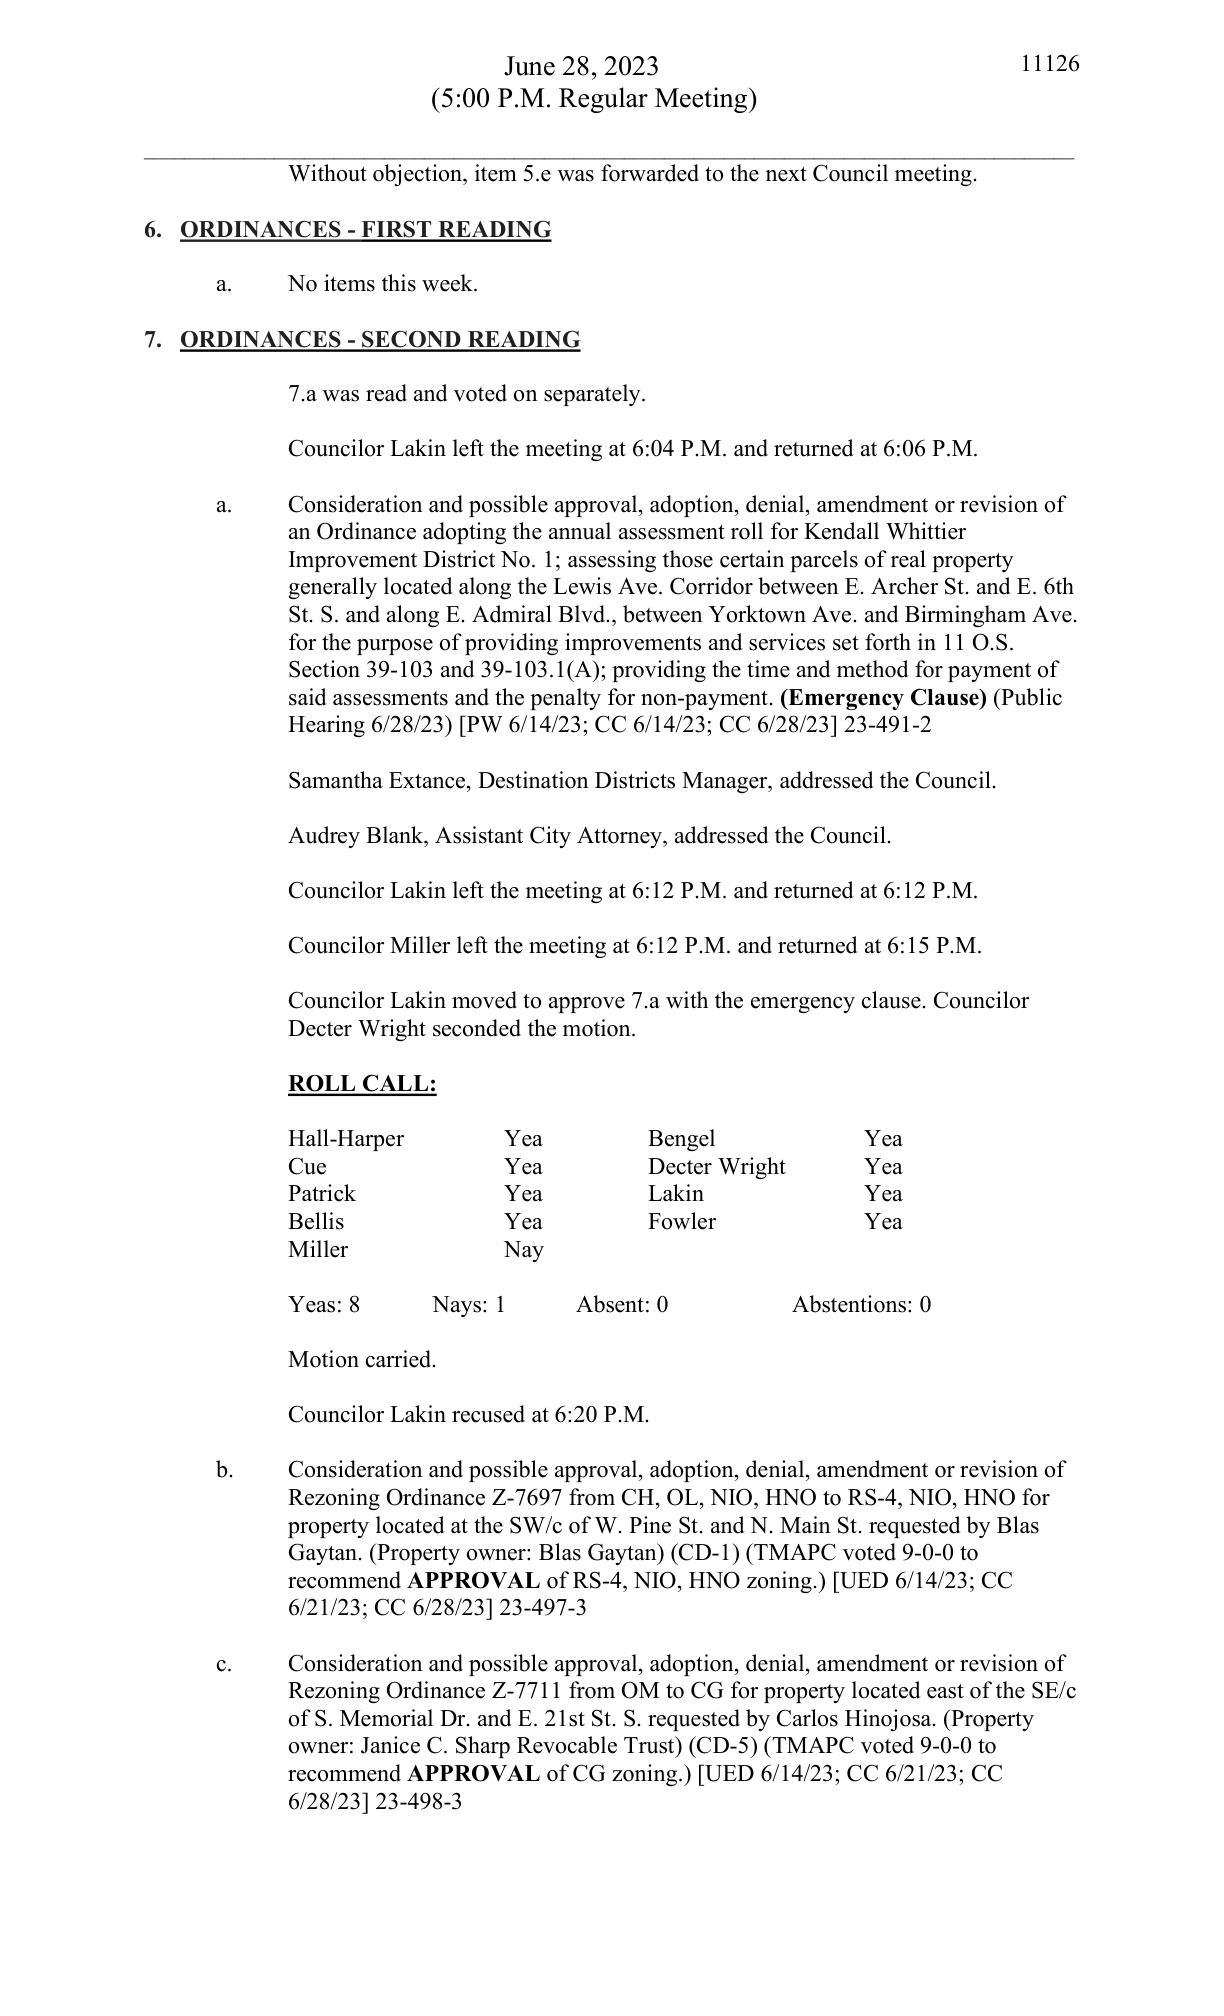 June 28, 2023
11126
(5:00 P.M. Regular Meeting)
Without objection, item 5.e was forwarded to the next Council meeting.
6. ORDINANCES - FIRST READING
a. No items this week.
7. ORDINANCES - SECOND READING
7.a was read and voted on separately.
Councilor Lakin left the meeting at 6:04 P.M. and returned at 6:06 P.M.
a. Consideration and possible approval, adoption, denial, amendment or revision of
an Ordinance adopting the annual assessment roll for Kendall Whittier
Improvement District No. 1; assessing those certain parcels of real property
generally located along the Lewis Ave. Corridor between E. Archer St. and E. 6th
St. S. and along E. Admiral Blvd., between Yorktown Ave. and Birmingham Ave.
for the purpose of providing improvements and services set forth in 11 O.S.
Section 39-103 and 39-103.1(A); providing the time and method for payment of
said assessments and the penalty for non-payment. (Emergency Clause) (Public
Hearing 6/28/23) [PW 6/14/23; CC 6/14/23; CC 6/28/23] 23-491-2
Samantha Extance, Destination Districts Manager, addressed the Council.
Audrey Blank, Assistant City Attorney, addressed the Council.
Councilor Lakin left the meeting at 6:12 P.M. and returned at 6:12 P.M.
Councilor Miller left the meeting at 6:12 P.M. and returned at 6:15 P.M.
Councilor Lakin moved to approve 7.a with the emergency clause. Councilor
Decter Wright seconded the motion.
ROLL CALL:
Hall-Harper Yea Bengel Yea
Cue Yea Decter Wright Yea
Patrick Yea Lakin Yea
Bellis Yea Fowler Yea
Miller Nay
Yeas: 8 Nays: 1 Absent: 0 Abstentions: 0
Motion carried.
Councilor Lakin recused at 6:20 P.M.
b. Consideration and possible approval, adoption, denial, amendment or revision of
Rezoning Ordinance Z-7697 from CH, OL, NIO, HNO to RS-4, NIO, HNO for
property located at the SW/c of W. Pine St. and N. Main St. requested by Blas
Gaytan. (Property owner: Blas Gaytan) (CD-1) (TMAPC voted 9-0-0 to
recommend APPROVAL of RS-4, NIO, HNO zoning.) [UED 6/14/23; CC
6/21/23; CC 6/28/23] 23-497-3
c. Consideration and possible approval, adoption, denial, amendment or revision of
Rezoning Ordinance Z-7711 from OM to CG for property located east of the SE/c
of S. Memorial Dr. and E. 21st St. S. requested by Carlos Hinojosa. (Property
owner: Janice C. Sharp Revocable Trust) (CD-5) (TMAPC voted 9-0-0 to
recommend APPROVAL of CG zoning.) [UED 6/14/23; CC 6/21/23; CC
6/28/23] 23-498-3